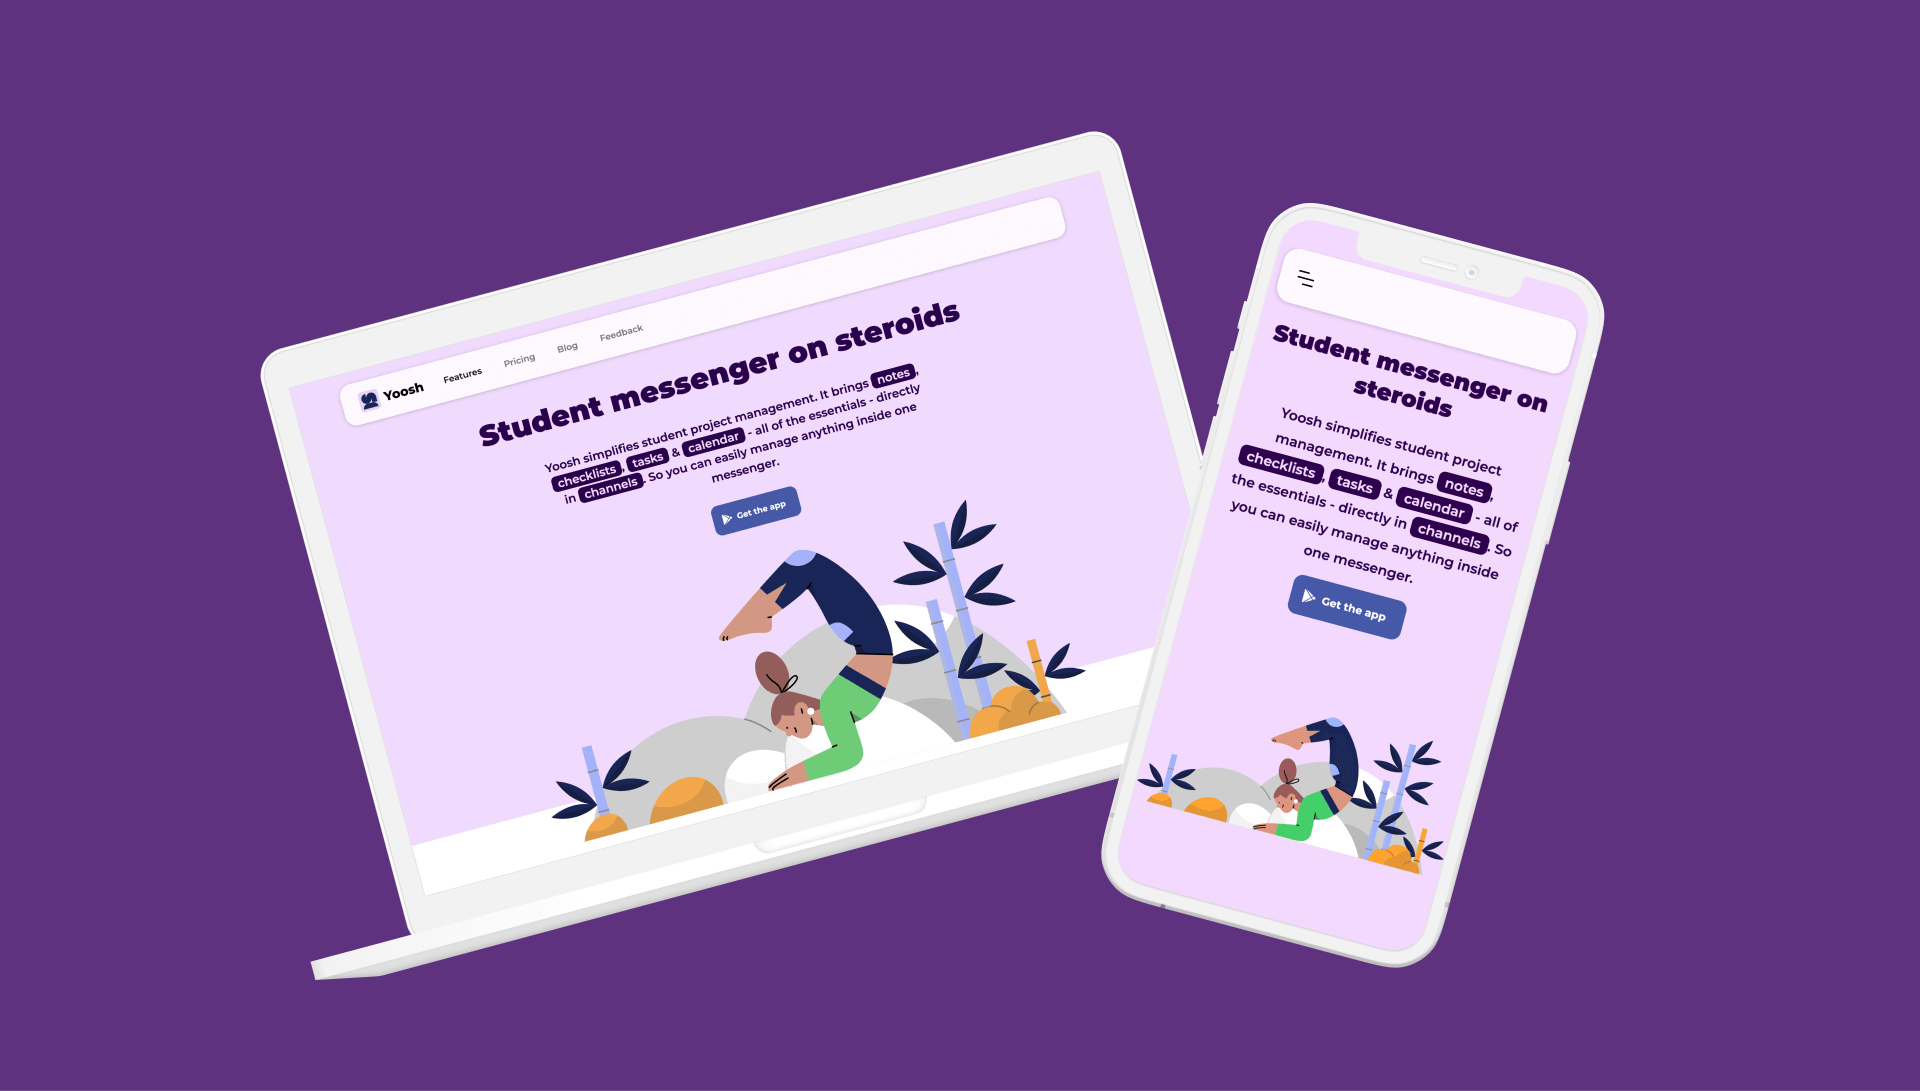 Yoosh Features Pricing Blog Feedback
Student messenger on steroids
Yoosh simplifies student project management. It brings notes,
checklists, tasks & calendar - all of the essentials - directly
in channels. So you can easily manage anything inside one
messenger.
Get the app
Student messenger on
steroids
Yoosh simplifies student project
management. It brings notes,
checklists, tasks & calendar - all of
the essentials - directly in channels. So
you can easily manage anything inside
one messenger.
Get the app